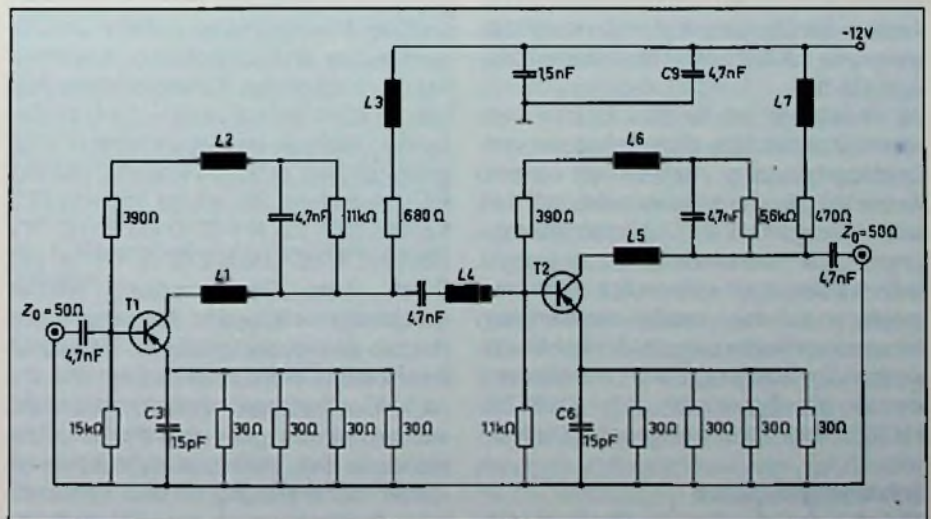 -12V
1,5nF
C9
4,7nF
L3
L7
L2
L6
390Ω
4,7nF
11kΩ
680Ω
390Ω
4,7nF
5,6kΩ
470Ω
L1
L5
Z₀=50Ω
T1
T2
L4
4,7nF
Z₀=50Ω
4,7nF
4,7nF
15kΩ
C3
15pF
30Ω
30Ω
30Ω
30Ω
1,1kΩ
C6
15pF
30Ω
30Ω
30Ω
30Ω